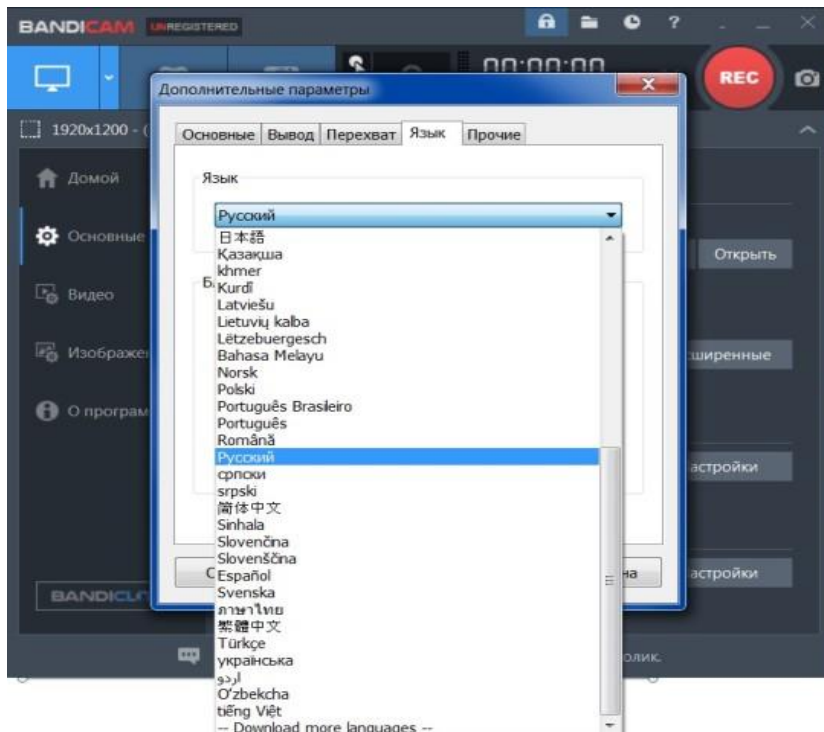 BANDICAM UNREGISTERED
?
00:00:00
REC
Дополнительные параметры
1920x1200 - (
Основные Вывод Перехват Язык Прочие
Домой
Язык
Русский
Основные
Открыть
日本語
Қазақша
khmer
Kurdî
Latviešu
Видео
Lietuvių kalba
Lëtzebuergesch
Изображе
Bahasa Melayu
ширенные
Norsk
Polski
О програм
Português Brasileiro
Português
Română
Русский
астройки
српски
srpski
简体中文
Sinhala
Slovenčina
Slovenščina
Español
на
астройки
BANDICU
Svenska
ภาษาไทย
繁體中文
Türkçe
українська
олик.
اردو
O'zbekcha
tiếng Việt
-- Download more languages --